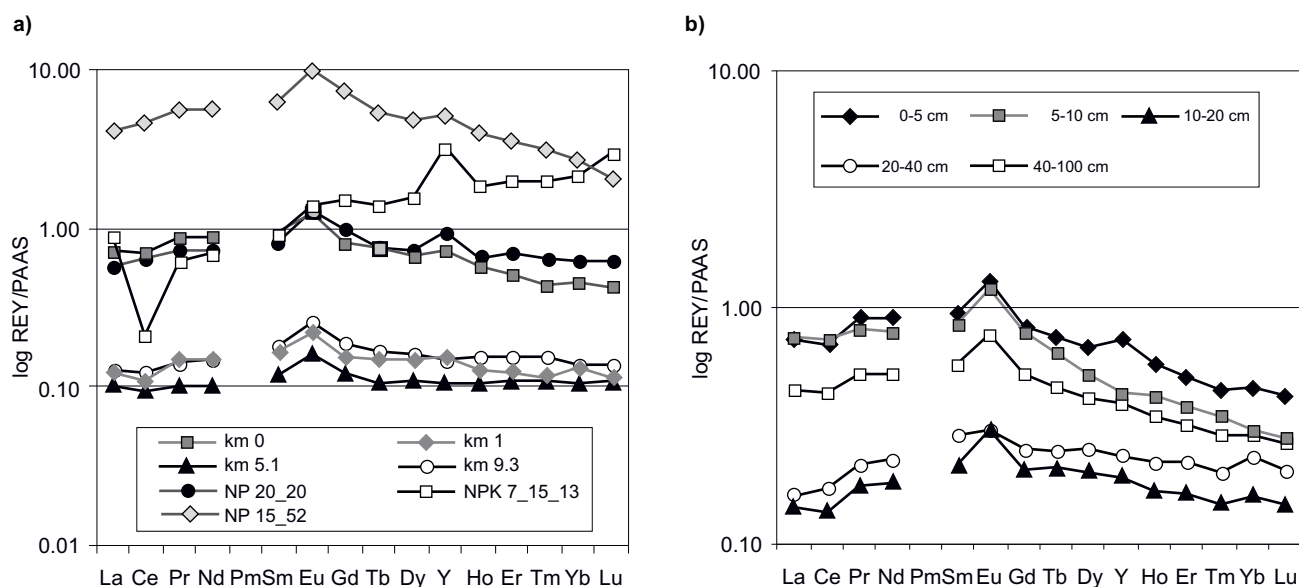 a)
log REY/PAAS
10.00
1.00
0.10
0.01
km 0
km 1
km 5.1
km 9.3
NP 20_20
NPK 7_15_13
NP 15_52
La Ce Pr Nd PmSm Eu Gd Tb Dy Y Ho Er Tm Yb Lu
b)
log REY/PAAS
10.00
1.00
0.10
0-5 cm 5-10 cm 10-20 cm
20-40 cm 40-100 cm
La Ce Pr Nd PmSm Eu Gd Tb Dy Y Ho Er Tm Yb Lu